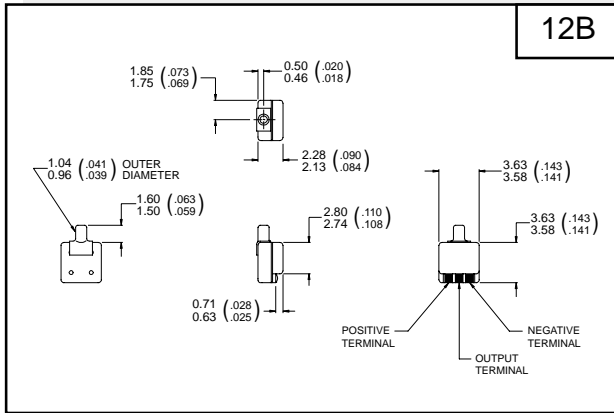 12B
1.85 (.073
1.75 .069)
0.50 (.020
0.46 .018)
2.28 (.090
2.13 .084)
1.04 (.041
0.96 .039) OUTER
DIAMETER
1.60 (.063
1.50 .059)
2.80 (.110
2.74 .108)
0.71 (.028
0.63 .025)
3.63 (.143
3.58 .141)
3.63 (.143
3.58 .141)
POSITIVE
TERMINAL
OUTPUT
TERMINAL
NEGATIVE
TERMINAL